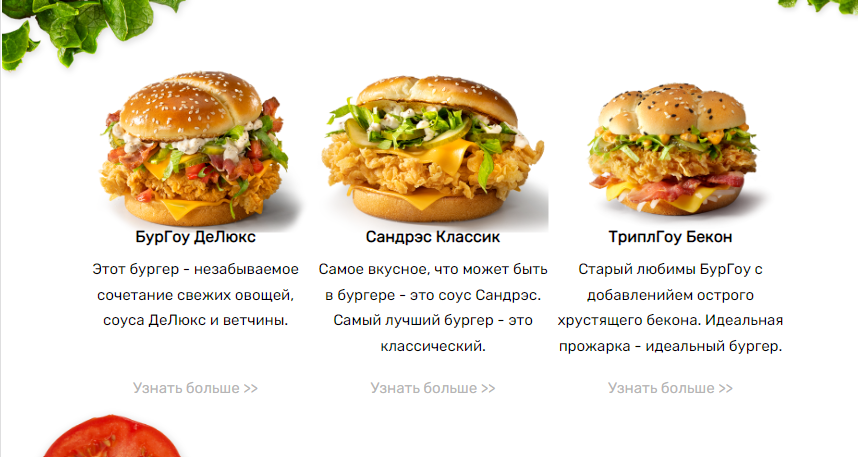 БурГоу ДеЛюкс
Этот бургер - незабываемое
сочетание свежих овощей,
соуса ДеЛюкс и ветчины.
Узнать больше >>
Сандрэс Классик
Самое вкусное, что может быть
в бургере - это соус Сандрэс.
Самый лучший бургер - это
классический.
Узнать больше >>
ТриплГоу Бекон
Старый любимы БурГоу с
добавлениием острого
хрустящего бекона. Идеальная
прожарка - идеальный бургер.
Узнать больше >>